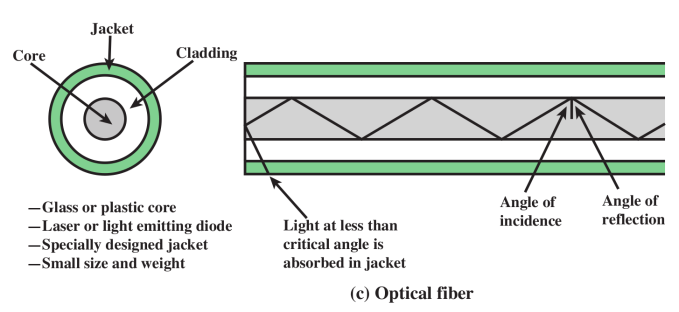 Jacket
Core
Cladding
—Glass or plastic core
—Laser or light emitting diode
—Specially designed jacket
—Small size and weight
Light at less than
critical angle is
absorbed in jacket
Angle of
incidence
Angle of
reflection
(c) Optical fiber